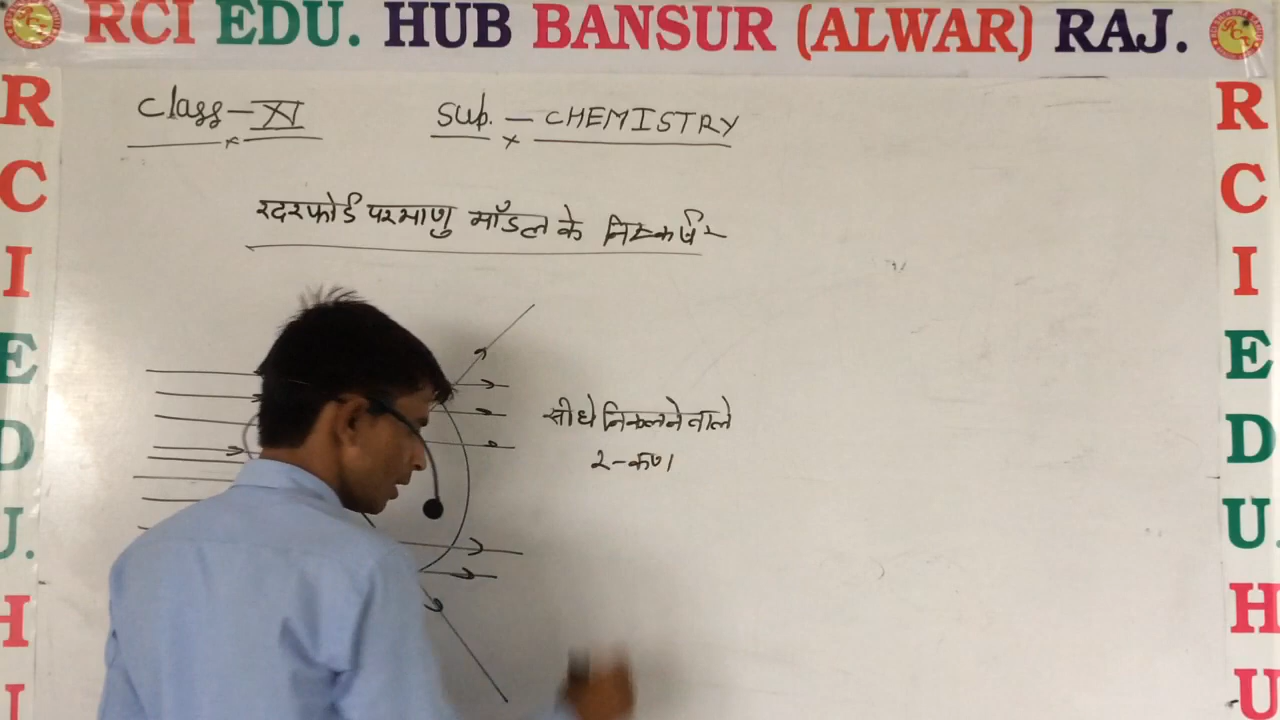 RCI EDU. HUB BANSUR (ALWAR) RAJ.
Class-XI
Sub. - CHEMISTRY
रदरफोर्ड परमाणु मॉडल के निष्कर्ष
सीधे निकलने वाले
α-कण
R
C
I
E
D
U.
H
R
C
I
E
D
U.
H
U